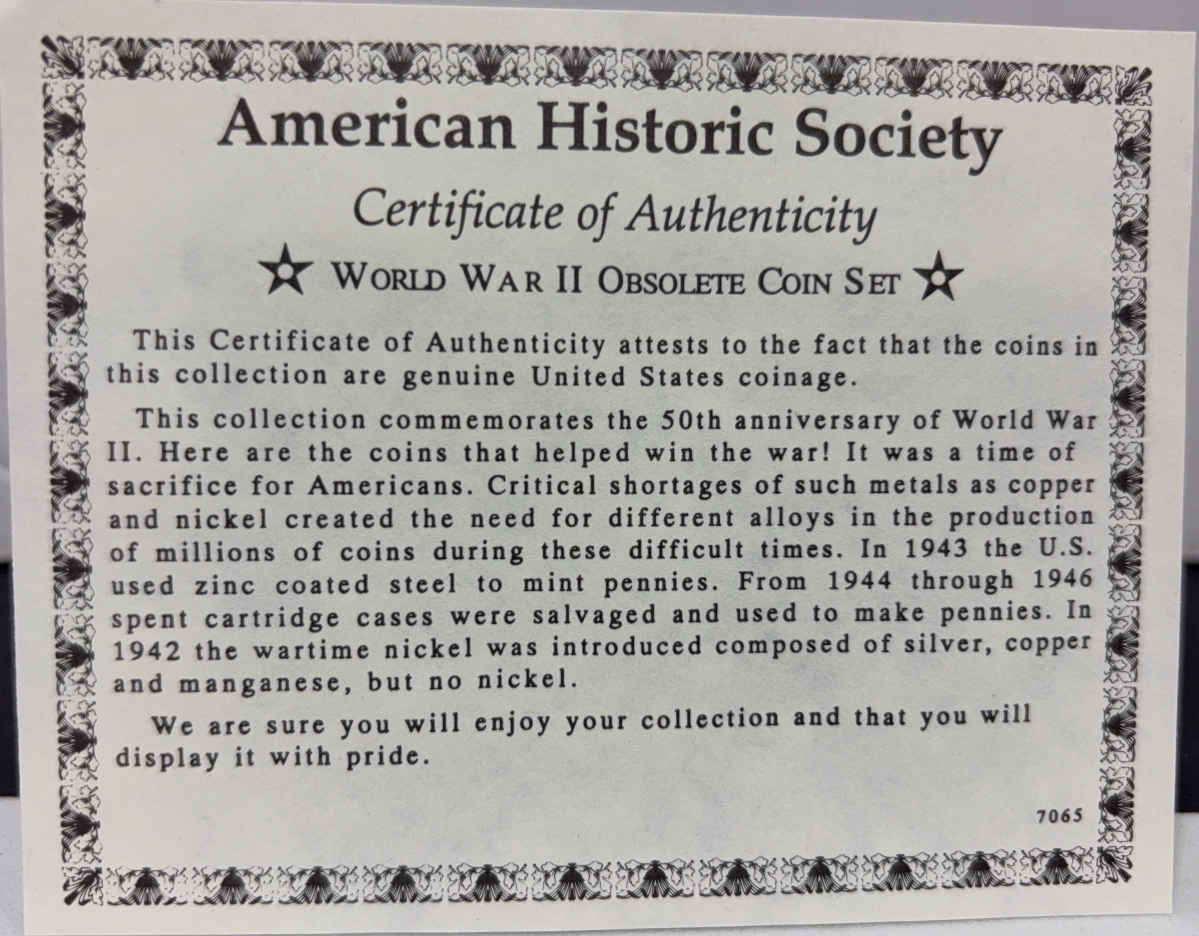 American Historic Society
Certificate of Authenticity
WORLD WAR II OBSOLETE COIN SET
This Certificate of Authenticity attests to the fact that the coins in
this collection are genuine United States coinage.
This collection commemorates the 50th anniversary of World War
II. Here are the coins that helped win the war! It was a time of
sacrifice for Americans. Critical shortages of such metals as copper
and nickel created the need for different alloys in the production
of millions of coins during these difficult times. In 1943 the U.S.
used zinc coated steel to mint pennies. From 1944 through 1946
spent cartridge cases were salvaged and used to make pennies. In
1942 the wartime nickel was introduced composed of silver, copper
and manganese, but no nickel.
We are sure you will enjoy your collection and that you will
display it with pride.
7065